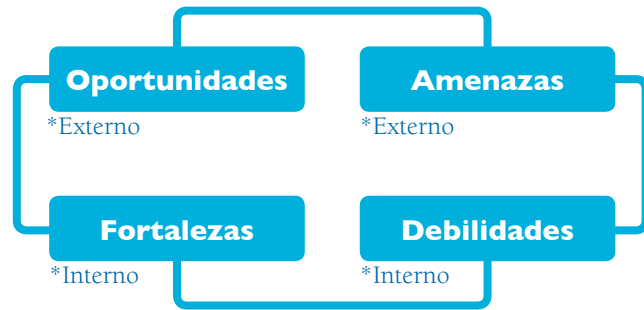 Oportunidades
Amenazas
*Externo
*Externo
Fortalezas
Debilidades
*Interno
*Interno